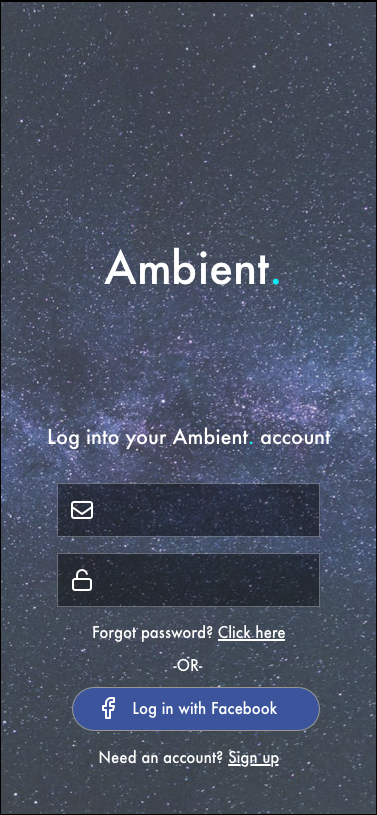 Ambient.
Log into your Ambient. account
Forgot password? Click here
-OR-
Log in with Facebook
Need an account? Sign up